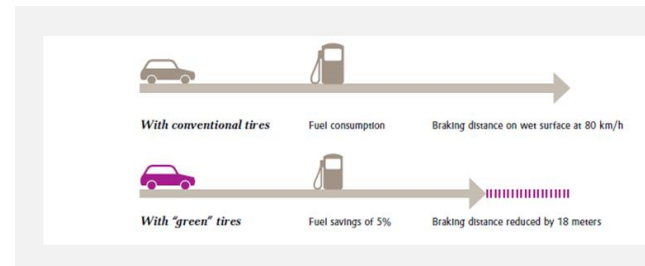 With conventional tires Fuel consumption Braking distance on wet surface at 80 km/h
With "green" tires Fuel savings of 5% Braking distance reduced by 18 meters